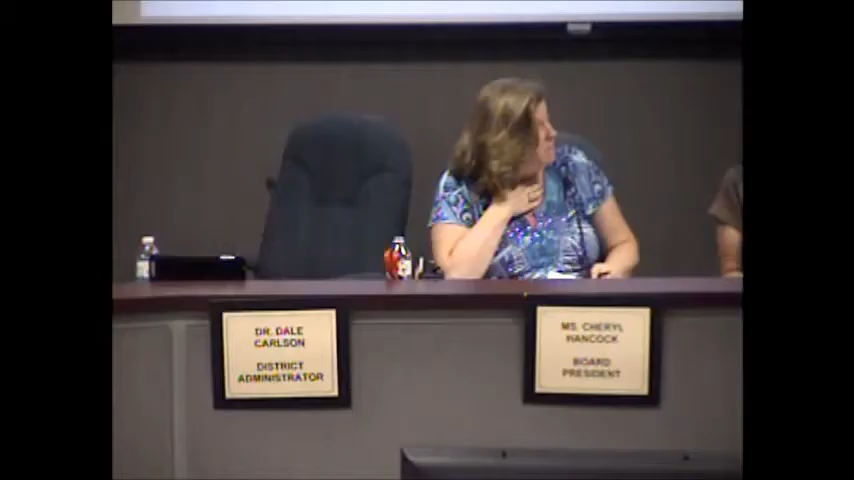 DR. DALE
CARLSON
DISTRICT
ADMINISTRATOR
MS. CHERYL
HANCOCK
BOARD
PRESIDENT